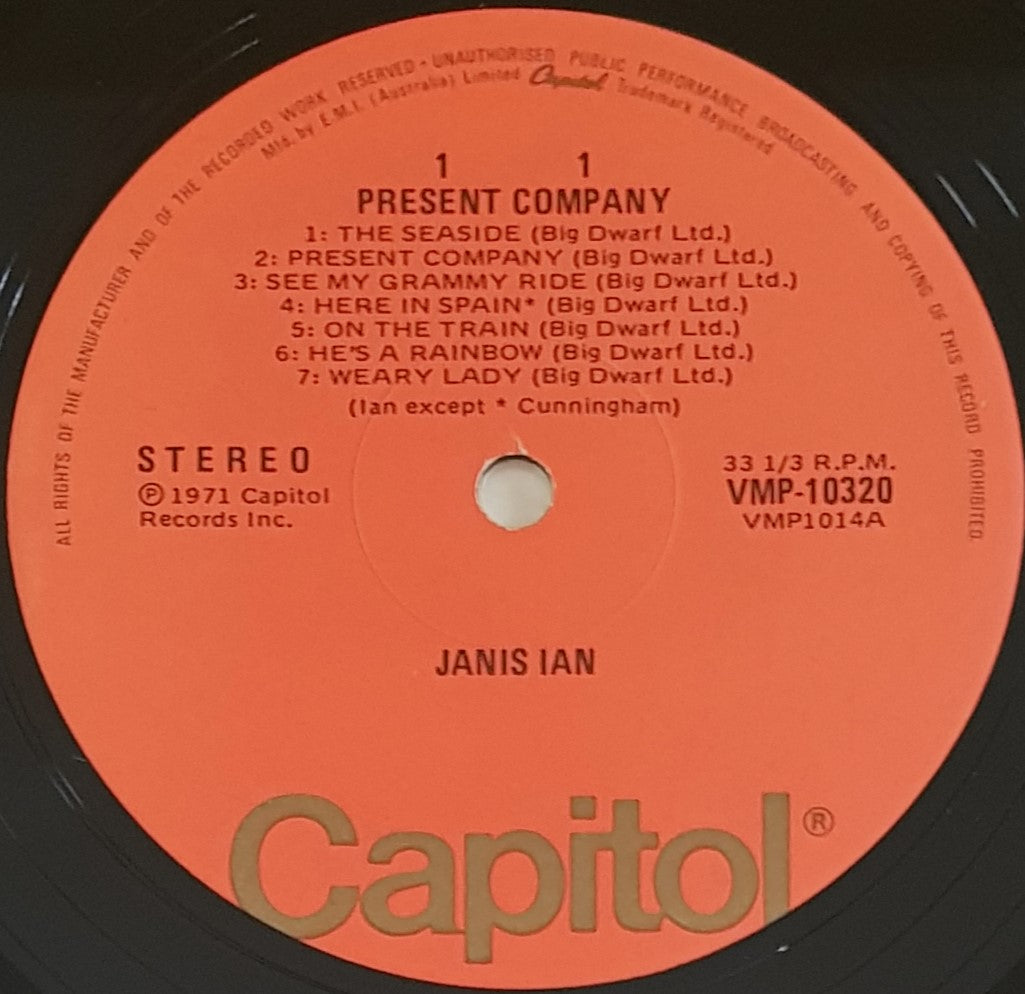 ALL RIGHTS OF THE MANUFACTURER AND OF THE RECORDED WORK RESERVED - UNAUTHORISED PUBLIC PERFORMANCE BROADCASTING AND COPYING OF THIS RECORD PROHIBITED.
Mfd. by E.M.I. (Australia) Limited Capitol Trademark Registered
1 1
PRESENT COMPANY
1: THE SEASIDE (Big Dwarf Ltd.)
2: PRESENT COMPANY (Big Dwarf Ltd.)
3: SEE MY GRAMMY RIDE (Big Dwarf Ltd.)
4: HERE IN SPAIN* (Big Dwarf Ltd.)
5: ON THE TRAIN (Big Dwarf Ltd.)
6: HE'S A RAINBOW (Big Dwarf Ltd.)
7: WEARY LADY (Big Dwarf Ltd.)
(Ian except * Cunningham)
STEREO
℗ 1971 Capitol
Records Inc.
33 1/3 R.P.M.
VMP-10320
VMP1014A
JANIS IAN
Capitol ®